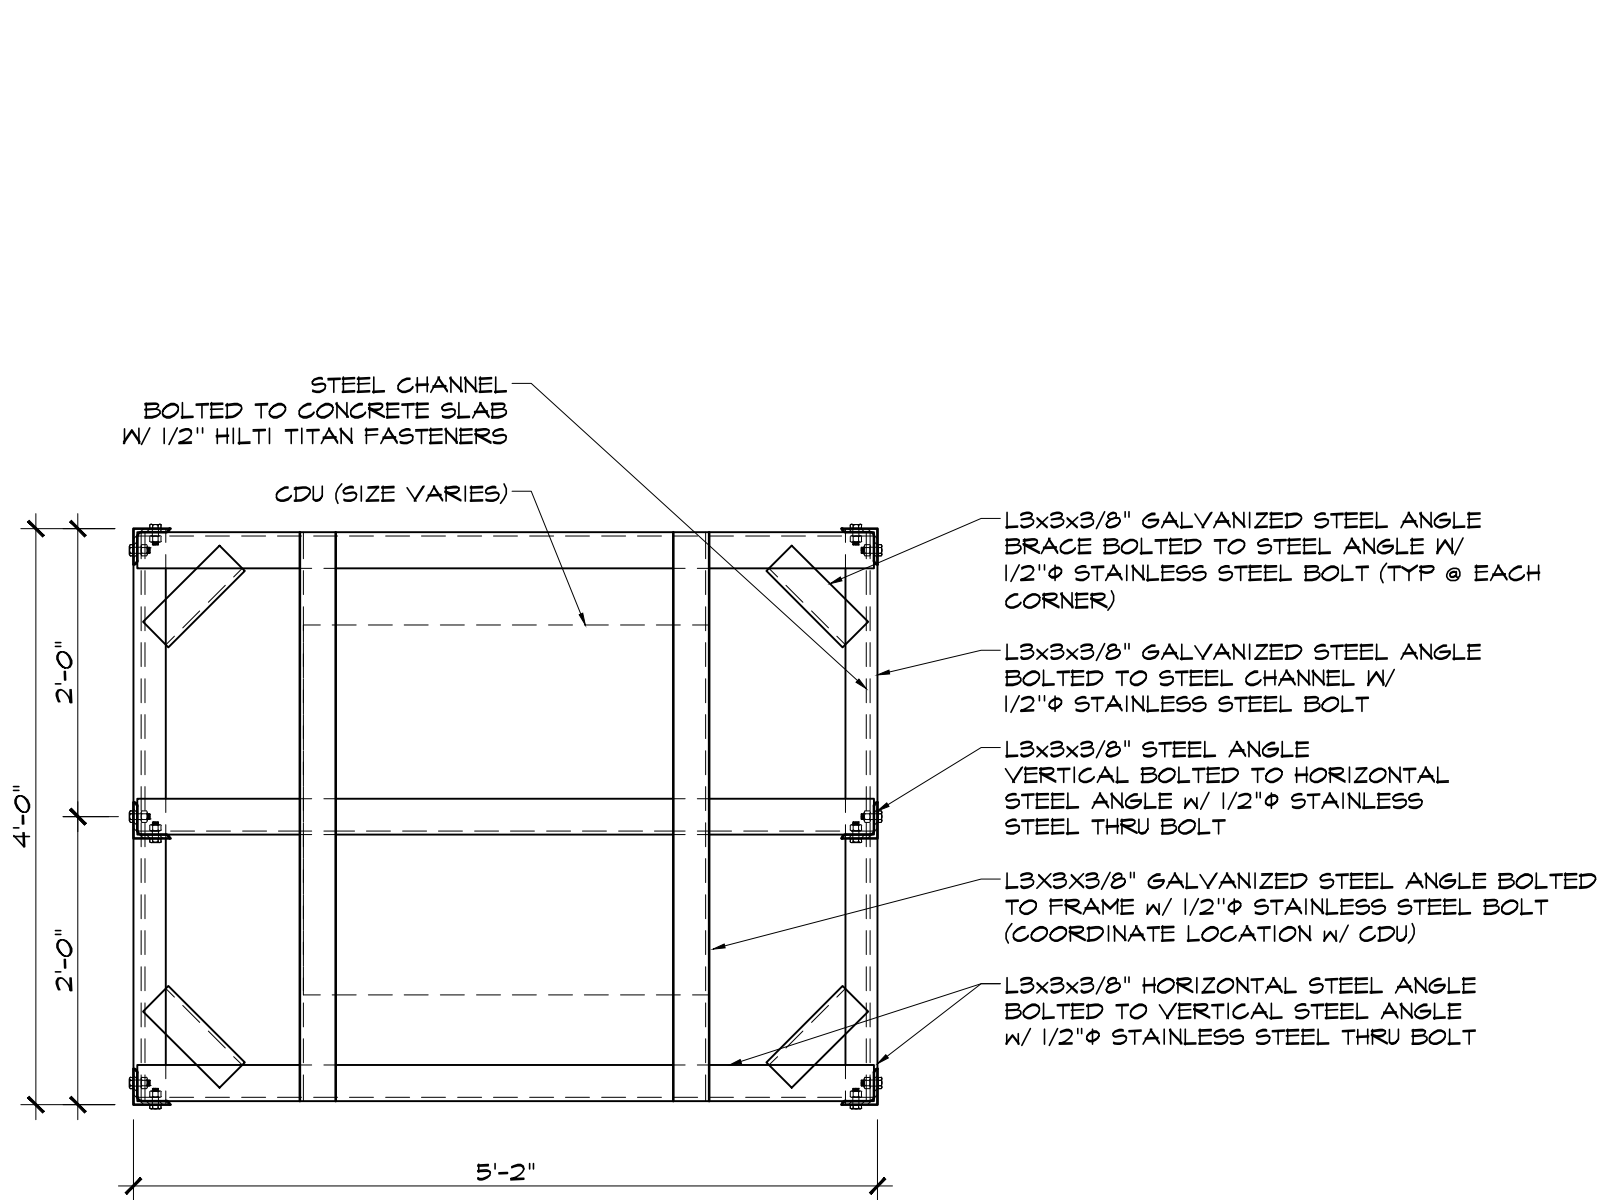 STEEL CHANNEL
BOLTED TO CONCRETE SLAB
W/ 1/2" HILTI TITAN FASTENERS
CDU (SIZE VARIES)
L3x3x3/8" GALVANIZED STEEL ANGLE
BRACE BOLTED TO STEEL ANGLE W/
1/2"Φ STAINLESS STEEL BOLT (TYP @ EACH
CORNER)
L3x3x3/8" GALVANIZED STEEL ANGLE
BOLTED TO STEEL CHANNEL W/
1/2"Φ STAINLESS STEEL BOLT
L3x3x3/8" STEEL ANGLE
VERTICAL BOLTED TO HORIZONTAL
STEEL ANGLE w/ 1/2"Φ STAINLESS
STEEL THRU BOLT
L3X3X3/8" GALVANIZED STEEL ANGLE BOLTED
TO FRAME w/ 1/2"Φ STAINLESS STEEL BOLT
(COORDINATE LOCATION w/ CDU)
L3x3x3/8" HORIZONTAL STEEL ANGLE
BOLTED TO VERTICAL STEEL ANGLE
w/ 1/2"Φ STAINLESS STEEL THRU BOLT
2'-0"
4'-0"
2'-0"
5'-2"